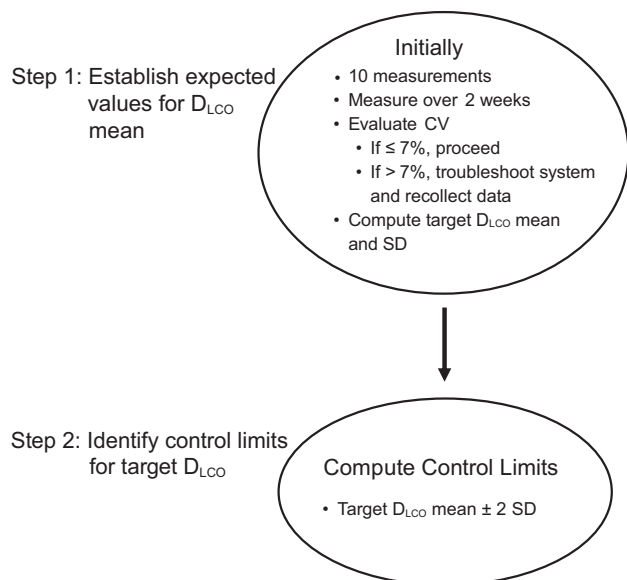 Step 1: Establish expected
values for DLCO
mean
Initially
• 10 measurements
• Measure over 2 weeks
• Evaluate CV
• If ≤ 7%, proceed
• If > 7%, troubleshoot system
and recollect data
• Compute target DLCO mean
and SD
Step 2: Identify control limits
for target DLCO
Compute Control Limits
• Target DLCO mean ± 2 SD